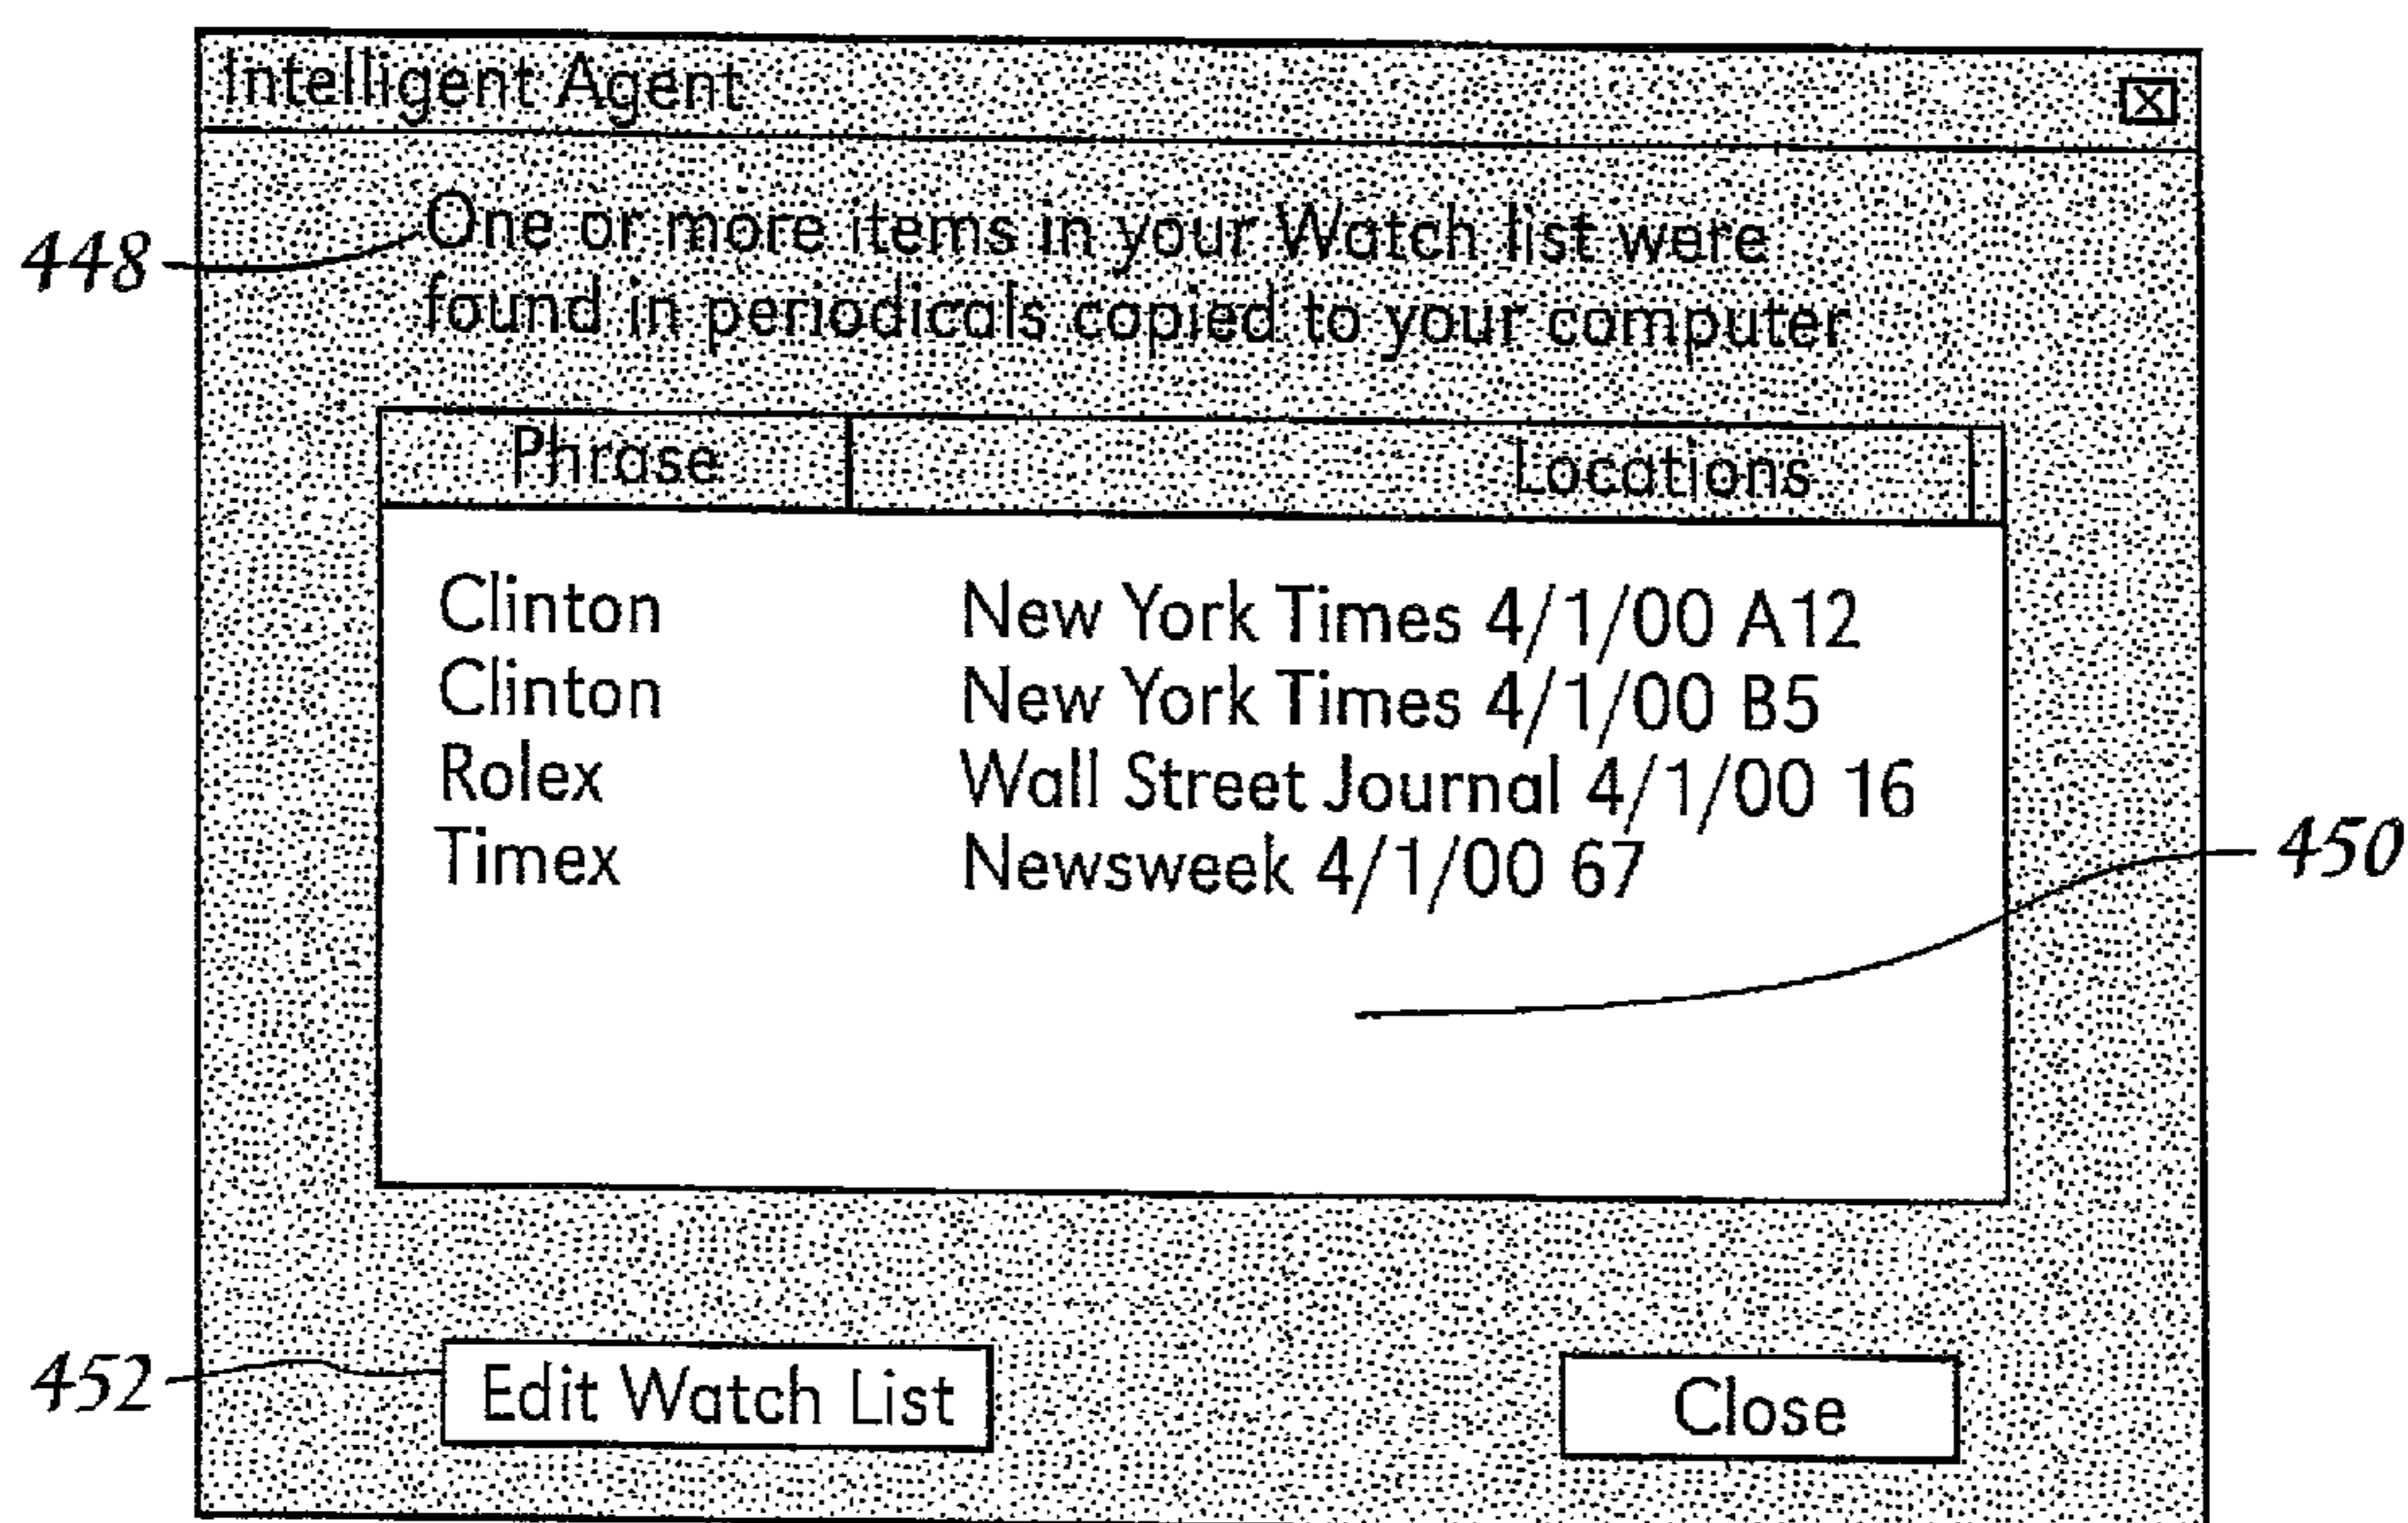 Intelligent Agent
448
One or more items in your Watch list were
found in periodicals copied to your computer
Phrase Locations
Clinton New York Times 4/1/00 A12
Clinton New York Times 4/1/00 B5
Rolex Wall Street Journal 4/1/00 16
Timex Newsweek 4/1/00 67
450
452
Edit Watch List Close